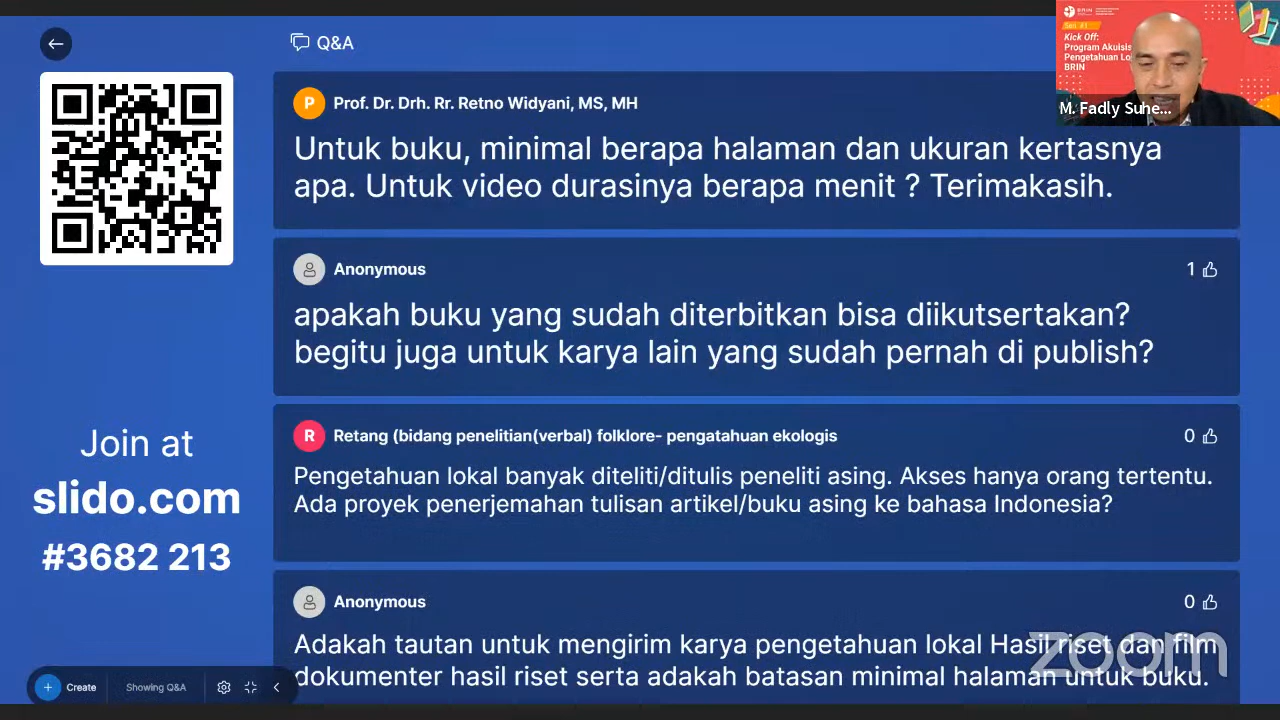 Q&A
P Prof. Dr. Drh. Rr. Retno Widyani, MS, MH
Untuk buku, minimal berapa halaman dan ukuran kertasnya
apa. Untuk video durasinya berapa menit ? Terimakasih.
Anonymous
1
apakah buku yang sudah diterbitkan bisa diikutsertakan?
begitu juga untuk karya lain yang sudah pernah di publish?
R Retang (bidang penelitian(verbal) folklore- pengatahuan ekologis
0
Pengetahuan lokal banyak diteliti/ditulis peneliti asing. Akses hanya orang tertentu.
Ada proyek penerjemahan tulisan artikel/buku asing ke bahasa Indonesia?
Anonymous
0
Adakah tautan untuk mengirim karya pengetahuan lokal Hasil riset dan film
dokumenter hasil riset serta adakah batasan minimal halaman untuk buku.
Join at
slido.com
#3682 213
Create
Showing Q&A
BRIN
Kick Off:
Program Akuisis
Pengetahuan Lo
BRIN
M. Fadly Suhe...
zoom